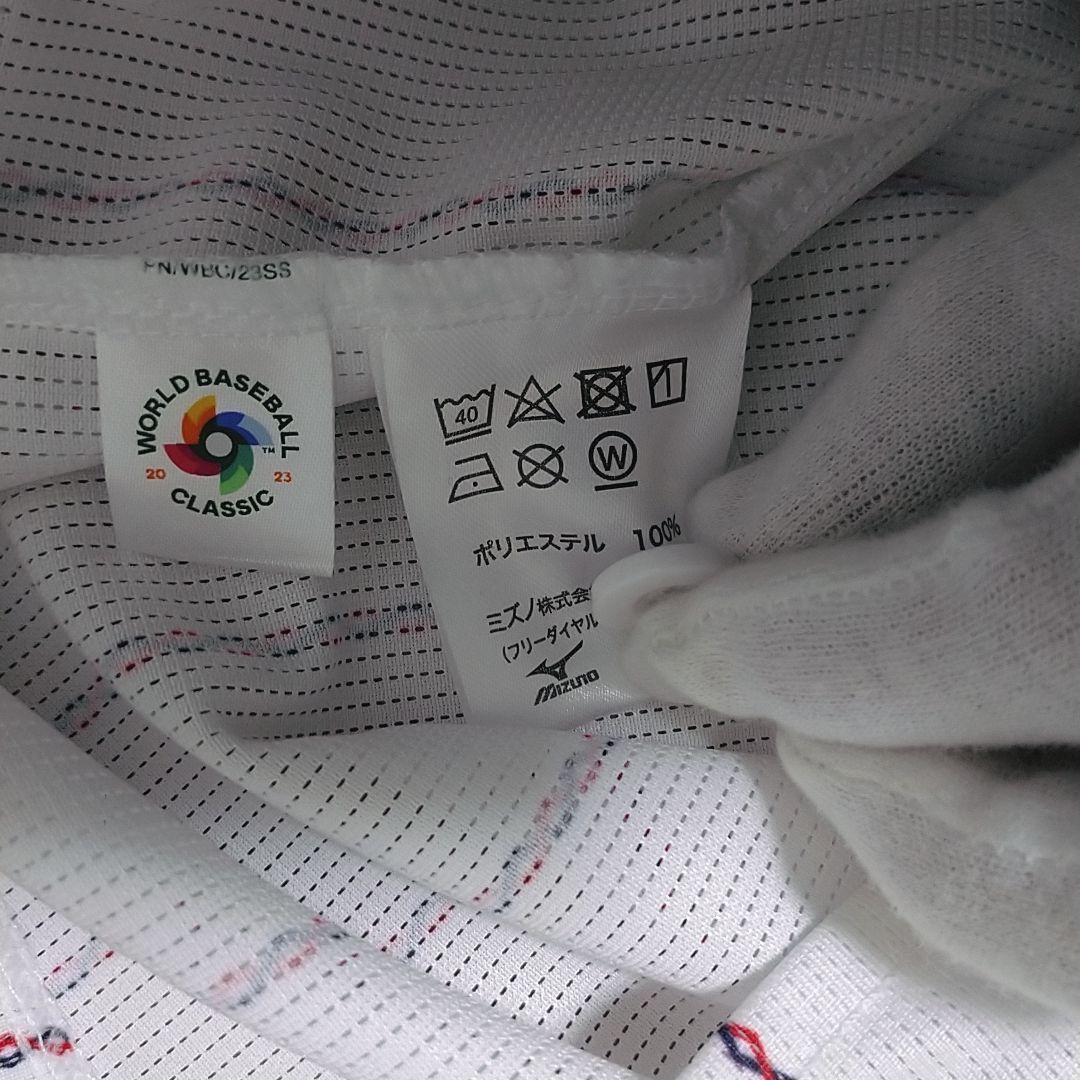 WBC/23SS
WORLD BASEBALL
™
20 23
CLASSIC
40
W
ポリエステル 100%
ミズノ株式会
(フリーダイヤル
MIZUNO